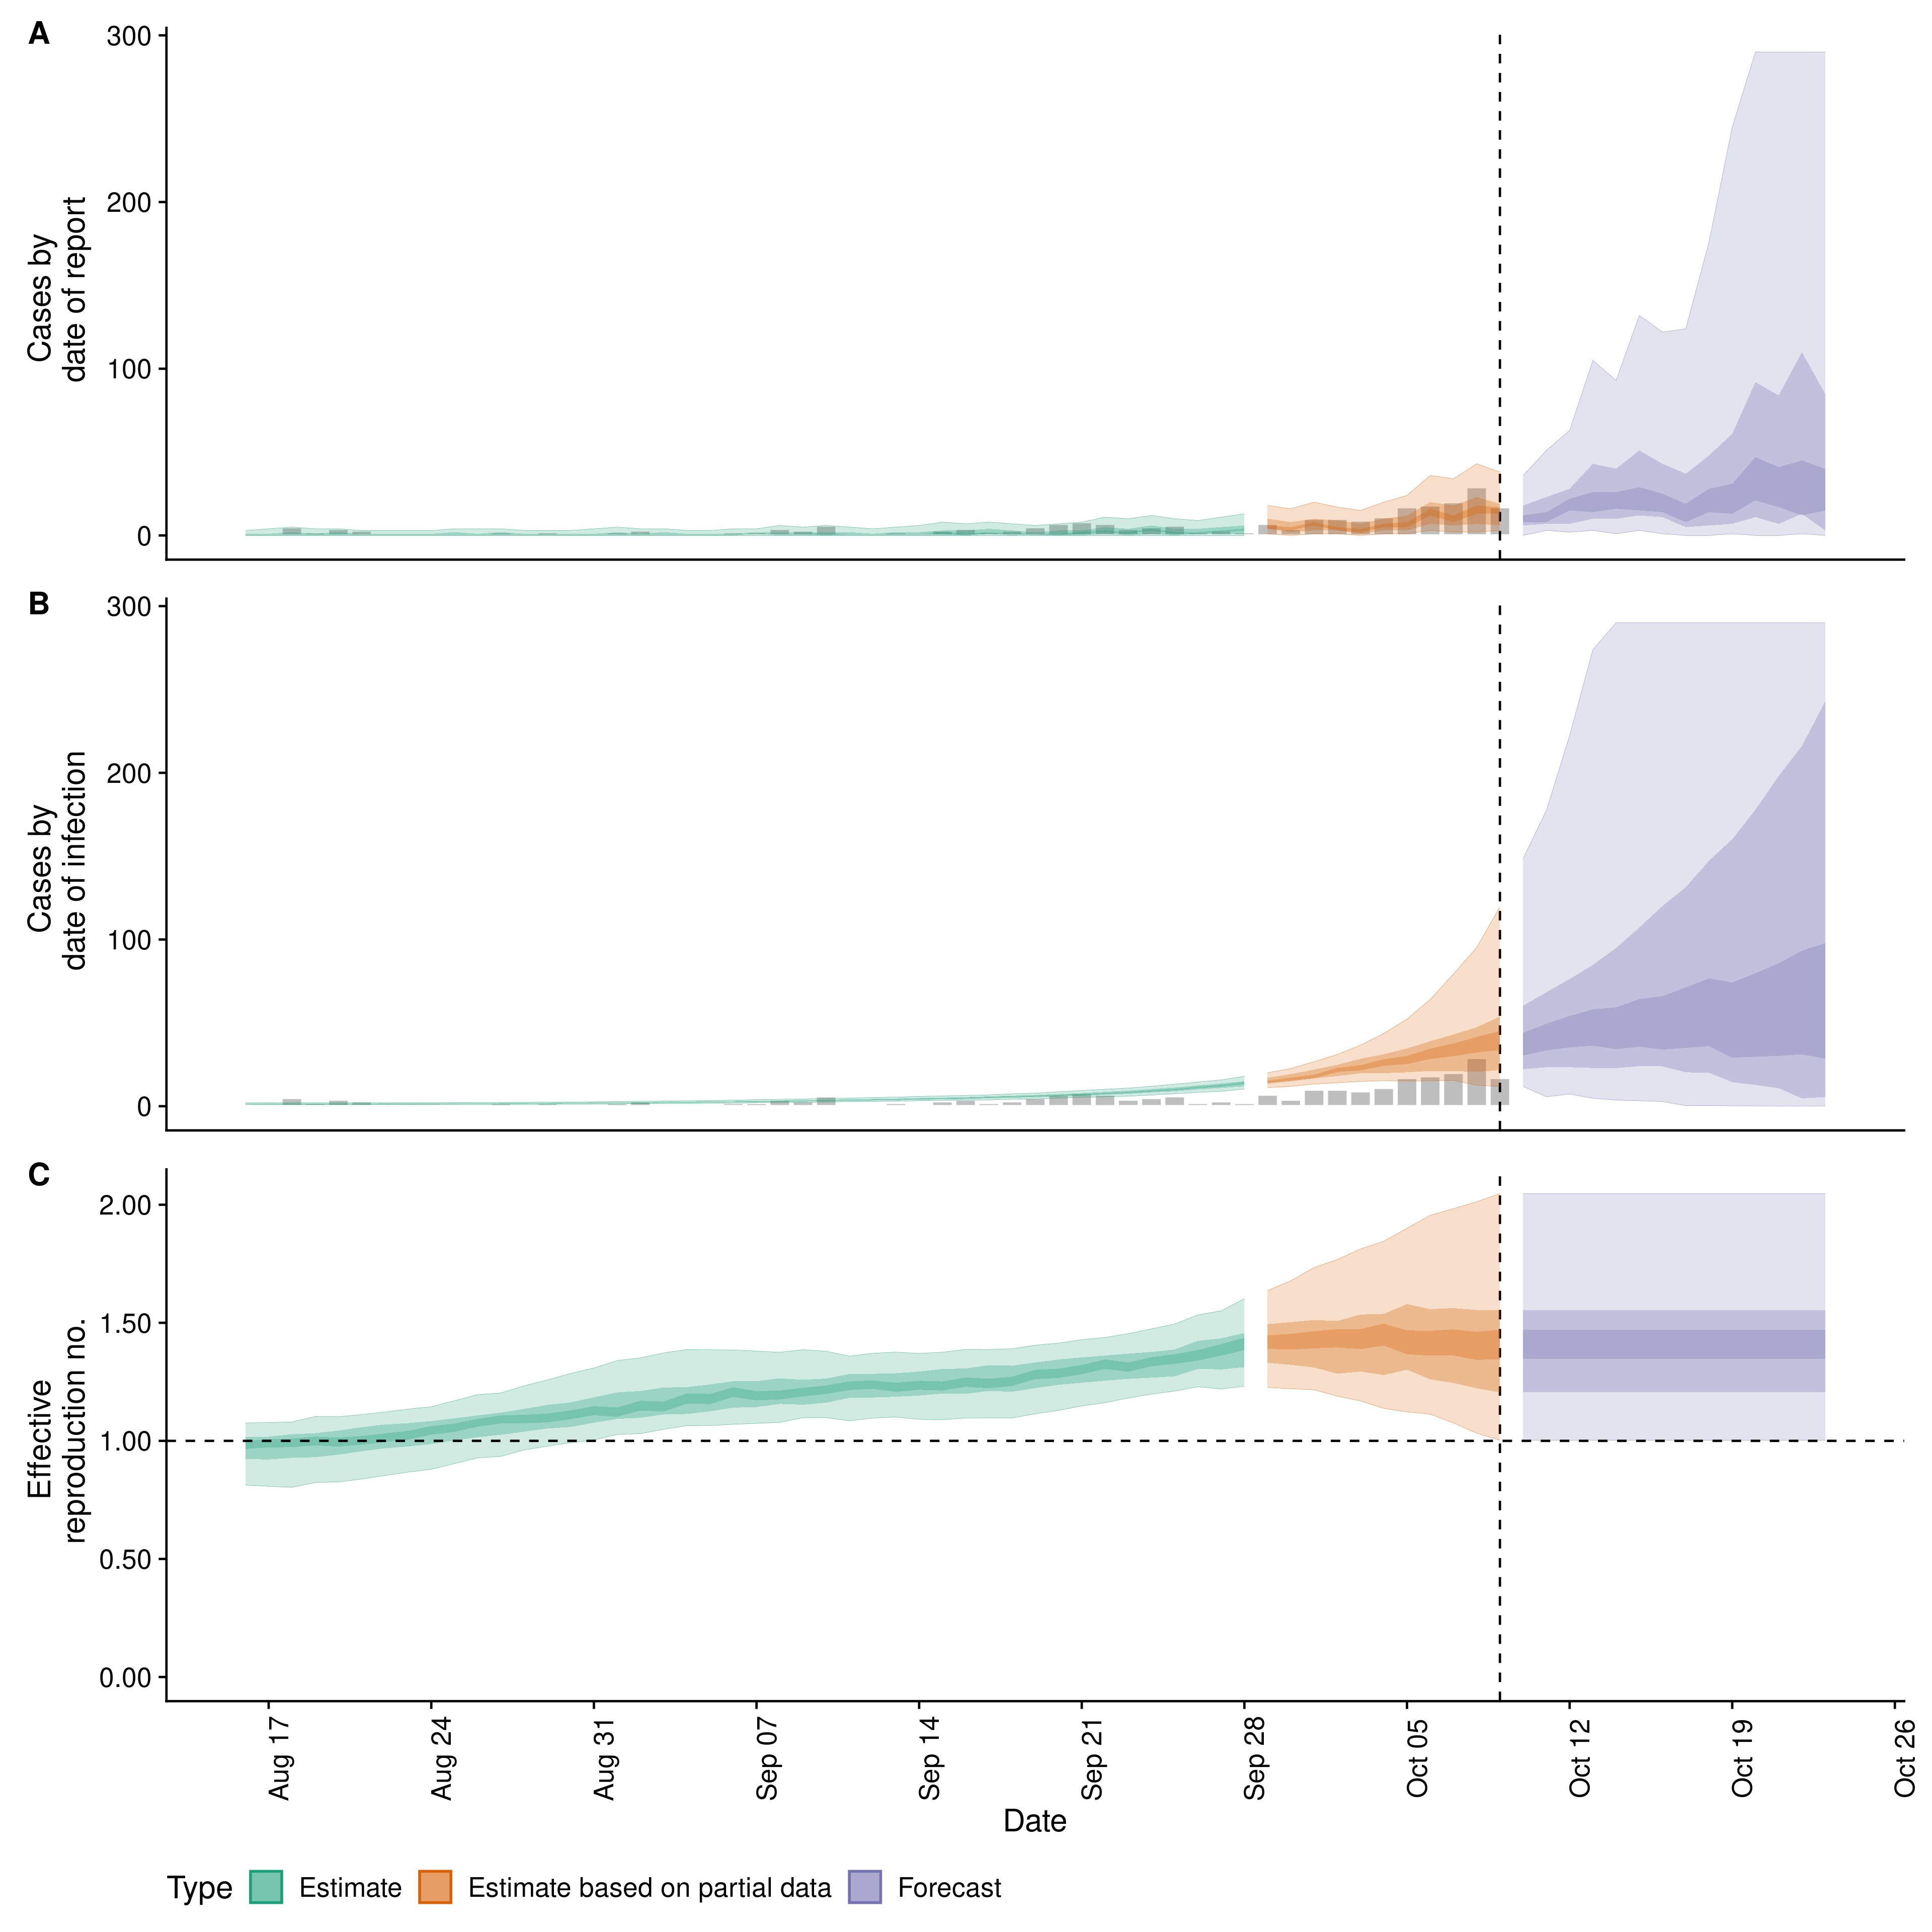 A
Cases by
date of report
300
200
100
0
B
Cases by
date of infection
300
200
100
0
C
Effective
reproduction no.
2.00
1.50
1.00
0.50
0.00
Aug 17
Aug 24
Aug 31
Sep 07
Sep 14
Sep 21
Sep 28
Oct 05
Oct 12
Oct 19
Oct 26
Date
Type Estimate Estimate based on partial data Forecast